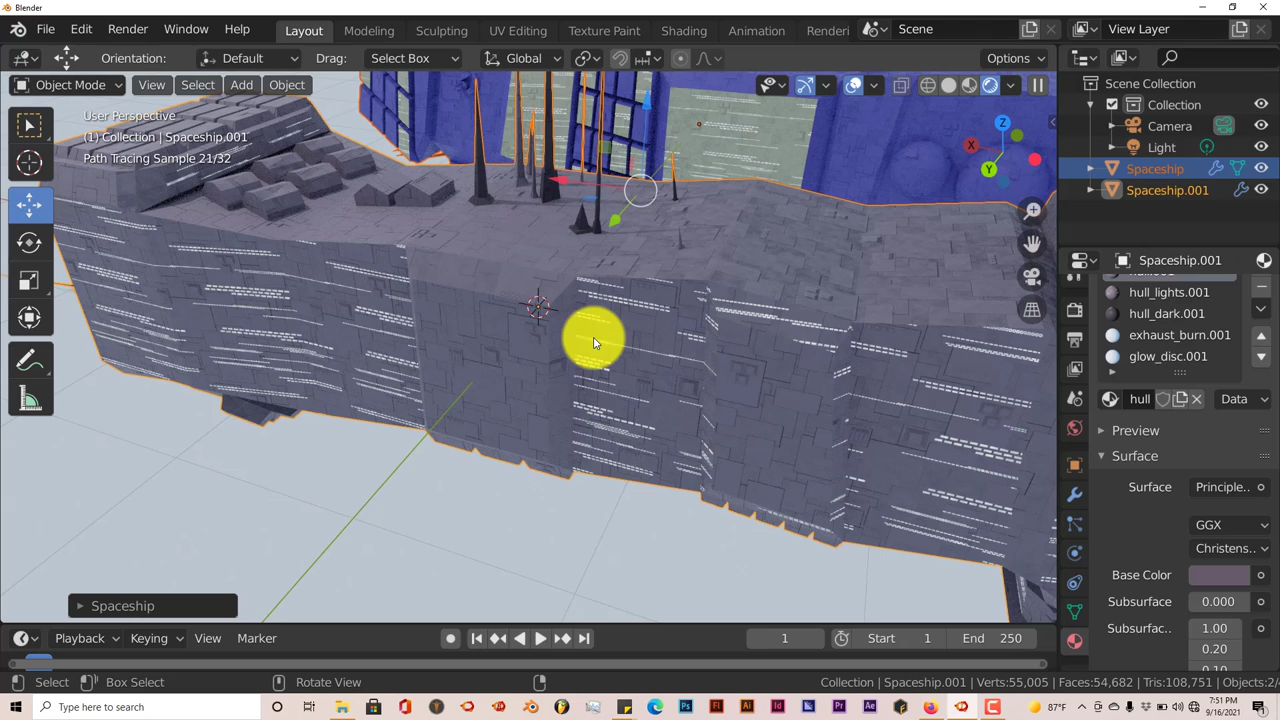 Blender
File Edit Render Window Help Layout Modeling Sculpting UV Editing Texture Paint Shading Animation Renderi Scene View Layer
Orientation: Default Drag: Select Box Global Options
Object Mode View Select Add Object
User Perspective
(1) Collection | Spaceship.001
Path Tracing Sample 21/32
Z
X
Y
Scene Collection
Collection
Camera
Light
Spaceship
Spaceship.001
Spaceship.001
hull_lights.001
hull_dark.001
exhaust_burn.001
glow_disc.001
hull Data
Preview
Surface
Surface Principle..
GGX
Christens..
Base Color
Subsurface 0.000
Subsurfac.. 1.00
0.20
0.10
Spaceship
Playback Keying View Marker 1 Start 1 End 250
Select Box Select Rotate View Collection | Spaceship.001 | Verts:55,005 | Faces:54,682 | Tris:108,751 | Objects:2/
Type here to search 87°F 7:51 PM
9/16/2021